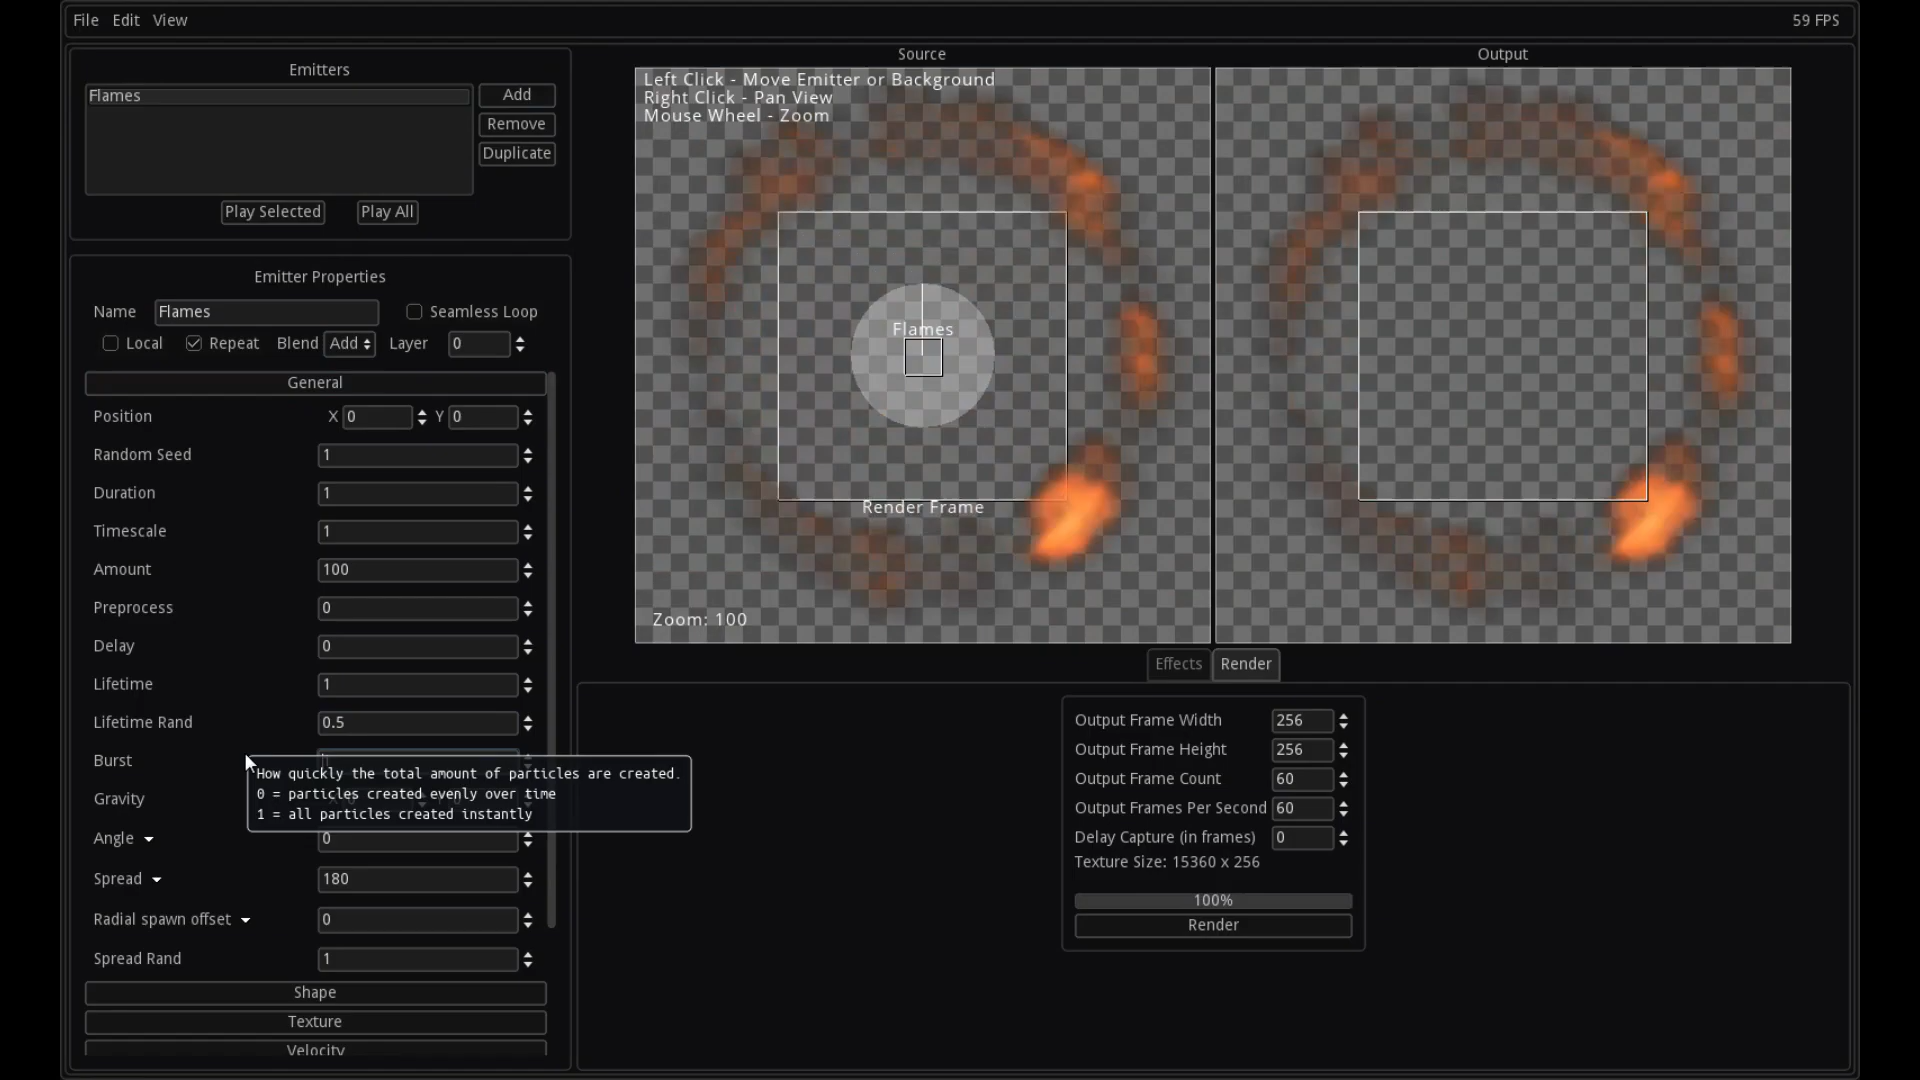 File Edit View 59 FPS
Emitters
Flames
Add
Remove
Duplicate
Play Selected Play All
Emitter Properties
Name Flames Seamless Loop
Local Repeat Blend Add Layer 0
General
Position X 0 Y 0
Random Seed 1
Duration 1
Timescale 1
Amount 100
Preprocess 0
Delay 0
Lifetime 1
Lifetime Rand 0.5
Burst
Gravity
How quickly the total amount of particles are created.
0 = particles created evenly over time
1 = all particles created instantly
Angle 0
Spread 180
Radial spawn offset 0
Spread Rand 1
Shape
Texture
Velocity
Source
Left Click - Move Emitter or Background
Right Click - Pan View
Mouse Wheel - Zoom
Flames
Render Frame
Zoom: 100
Output
Effects Render
Output Frame Width 256
Output Frame Height 256
Output Frame Count 60
Output Frames Per Second 60
Delay Capture (in frames) 0
Texture Size: 15360 x 256
100%
Render